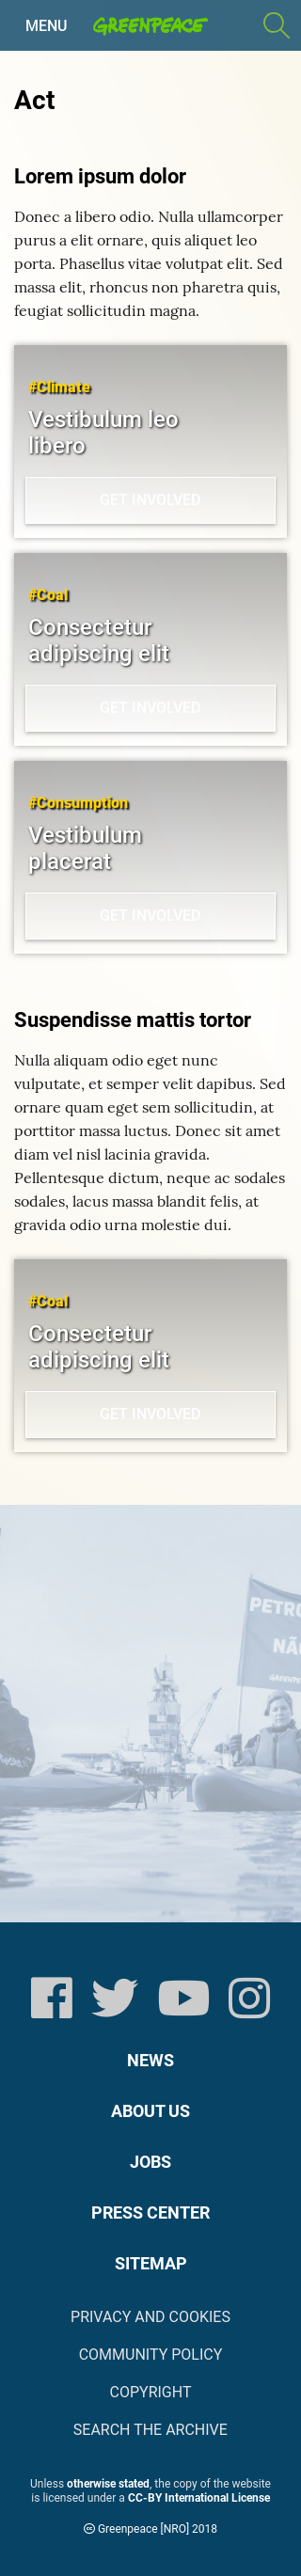 MENU GREENPEACE
Act
Lorem ipsum dolor
Donec a libero odio. Nulla ullamcorper
purus a elit ornare, quis aliquet leo
porta. Phasellus vitae volutpat elit. Sed
massa elit, rhoncus non pharetra quis,
feugiat sollicitudin magna.
#Climate
Vestibulum leo
libero
GET INVOLVED
#Coal
Consectetur
adipiscing elit
GET INVOLVED
#Consumption
Vestibulum
placerat
GET INVOLVED
Suspendisse mattis tortor
Nulla aliquam odio eget nunc
vulputate, et semper velit dapibus. Sed
ornare quam eget sem sollicitudin, at
porttitor massa luctus. Donec sit amet
diam vel nisl lacinia gravida.
Pellentesque dictum, neque ac sodales
sodales, lacus massa blandit felis, at
gravida odio urna molestie dui.
#Coal
Consectetur
adipiscing elit
GET INVOLVED
PETRO
NÃO
GREENPEACE
NEWS
ABOUT US
JOBS
PRESS CENTER
SITEMAP
PRIVACY AND COOKIES
COMMUNITY POLICY
COPYRIGHT
SEARCH THE ARCHIVE
Unless otherwise stated, the copy of the website
is licensed under a CC-BY International License
Greenpeace [NRO] 2018